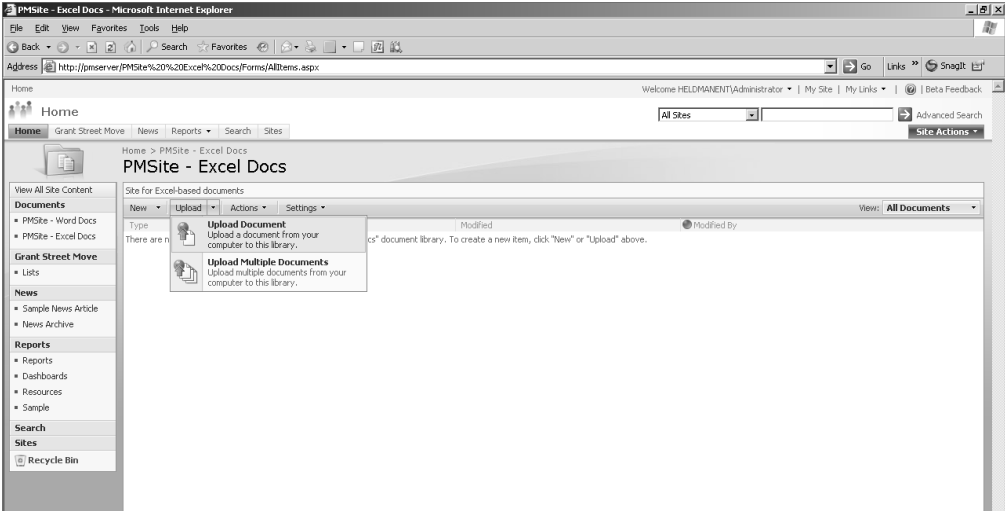 PMSite - Excel Docs - Microsoft Internet Explorer
File Edit View Favorites Tools Help
Back Search Favorites
Address http://pmserver/PMSite%20%20Excel%20Docs/Forms/AllItems.aspx Go Links » SnagIt
Home Welcome HELDMANENT\Administrator | My Site | My Links | Beta Feedback
Home All Sites Advanced Search
Home Grant Street Move News Reports Search Sites Site Actions
Home > PMSite - Excel Docs
PMSite - Excel Docs
View All Site Content Site for Excel-based documents
Documents New Upload Actions Settings View: All Documents
PMSite - Word Docs Upload Document
Type Modified Modified By
PMSite - Excel Docs Upload a document from your
computer to this library.
There are n cs" document library. To create a new item, click "New" or "Upload" above.
Grant Street Move Upload Multiple Documents
Lists Upload multiple documents from your
computer to this library.
News
Sample News Article
News Archive
Reports
Reports
Dashboards
Resources
Sample
Search
Sites
Recycle Bin